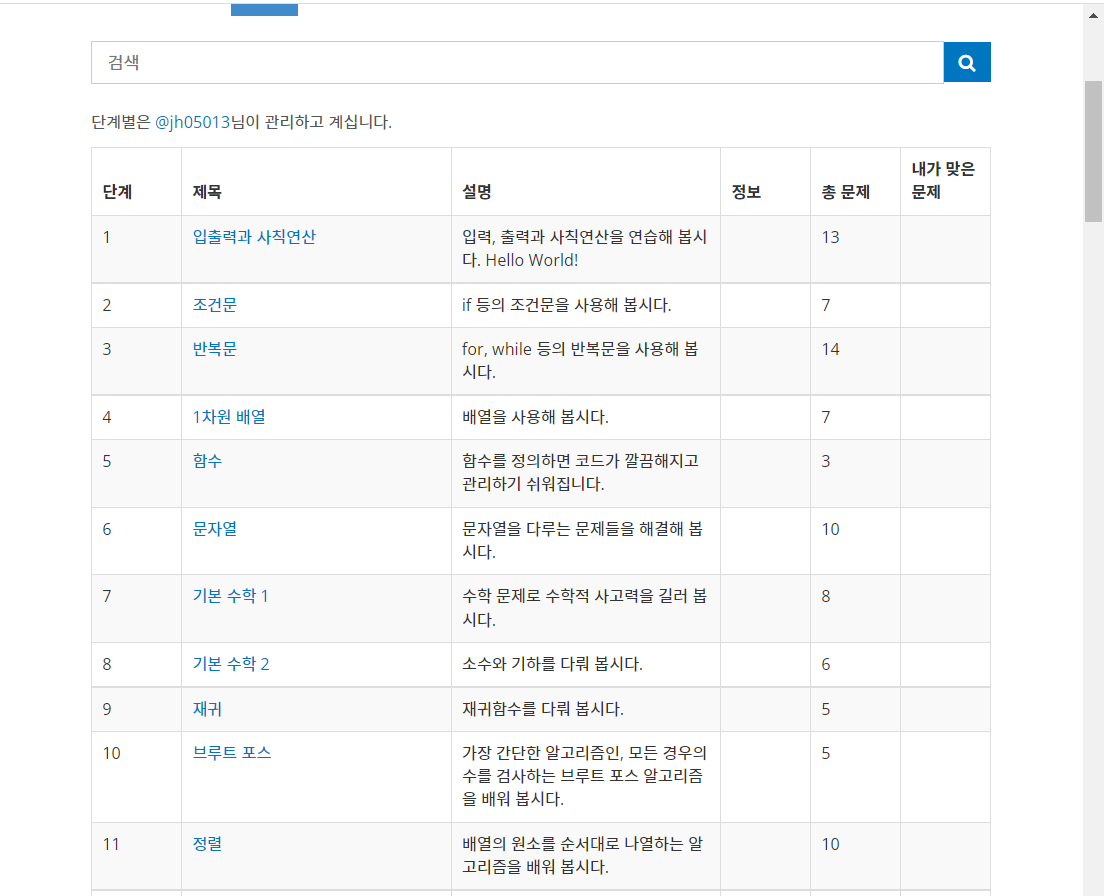 검색
단계별은 @jh05013님이 관리하고 계십니다.
단계 제목 설명 정보 총 문제 내가 맞은 문제
1 입출력과 사칙연산 입력, 출력과 사칙연산을 연습해 봅시
다. Hello World! 13
2 조건문 if 등의 조건문을 사용해 봅시다. 7
3 반복문 for, while 등의 반복문을 사용해 봅
시다. 14
4 1차원 배열 배열을 사용해 봅시다. 7
5 함수 함수를 정의하면 코드가 깔끔해지고
관리하기 쉬워집니다. 3
6 문자열 문자열을 다루는 문제들을 해결해 봅
시다. 10
7 기본 수학 1 수학 문제로 수학적 사고력을 길러 봅
시다. 8
8 기본 수학 2 소수와 기하를 다뤄 봅시다. 6
9 재귀 재귀함수를 다뤄 봅시다. 5
10 브루트 포스 가장 간단한 알고리즘인, 모든 경우의
수를 검사하는 브루트 포스 알고리즘
을 배워 봅시다. 5
11 정렬 배열의 원소를 순서대로 나열하는 알
고리즘을 배워 봅시다. 10